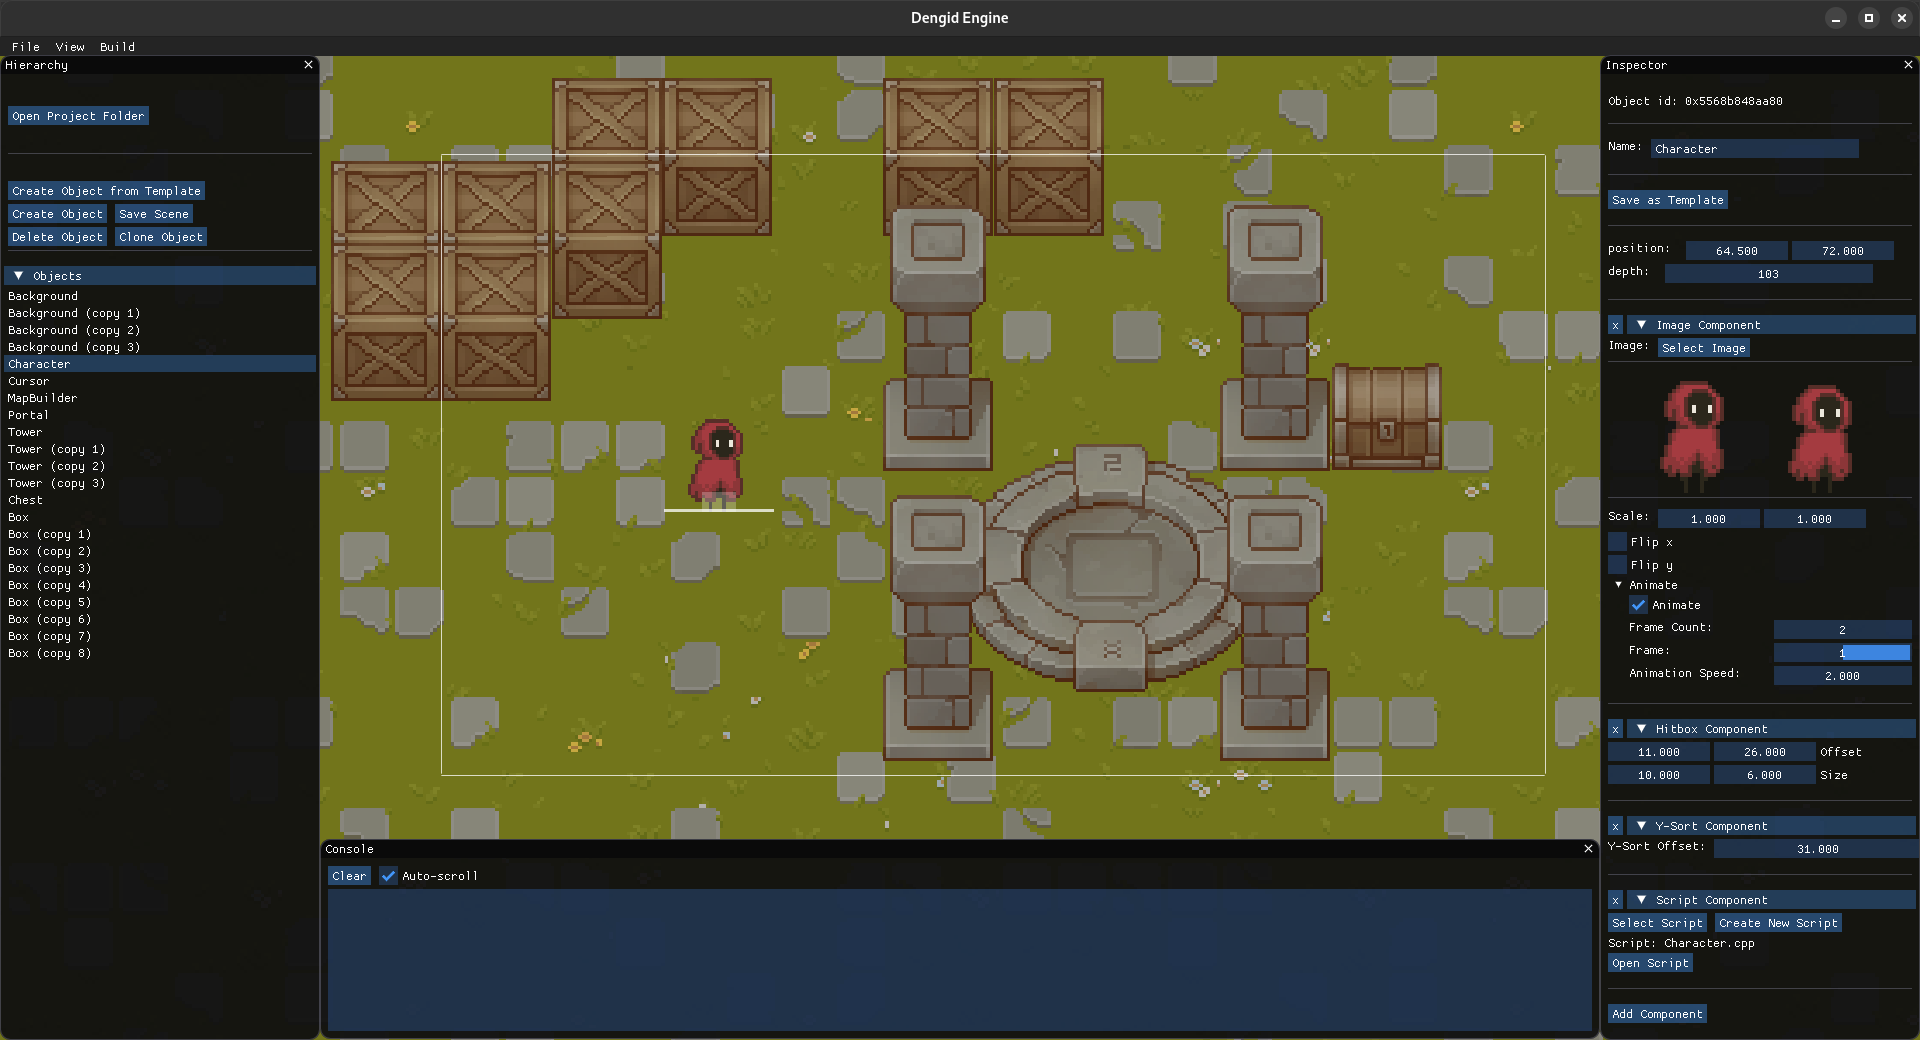 Dengid Engine
File View Build
Hierarchy
Open Project Folder
Create Object from Template
Create Object Save Scene
Delete Object Clone Object
Objects
Background
Background (copy 1)
Background (copy 2)
Background (copy 3)
Character
Cursor
MapBuilder
Portal
Tower
Tower (copy 1)
Tower (copy 2)
Tower (copy 3)
Chest
Box
Box (copy 1)
Box (copy 2)
Box (copy 3)
Box (copy 4)
Box (copy 5)
Box (copy 6)
Box (copy 7)
Box (copy 8)
Console
Clear Auto-scroll
Inspector
Object id: 0x5568b848aa80
Name: Character
Save as Template
position: 64.500 72.000
depth: 103
x Image Component
Image: Select Image
Scale: 1.000 1.000
Flip x
Flip y
Animate
Animate
Frame Count: 2
Frame: 1
Animation Speed: 2.000
x Hitbox Component
11.000 26.000 Offset
10.000 6.000 Size
x Y-Sort Component
Y-Sort Offset: 31.000
x Script Component
Select Script Create New Script
Script: Character.cpp
Open Script
Add Component